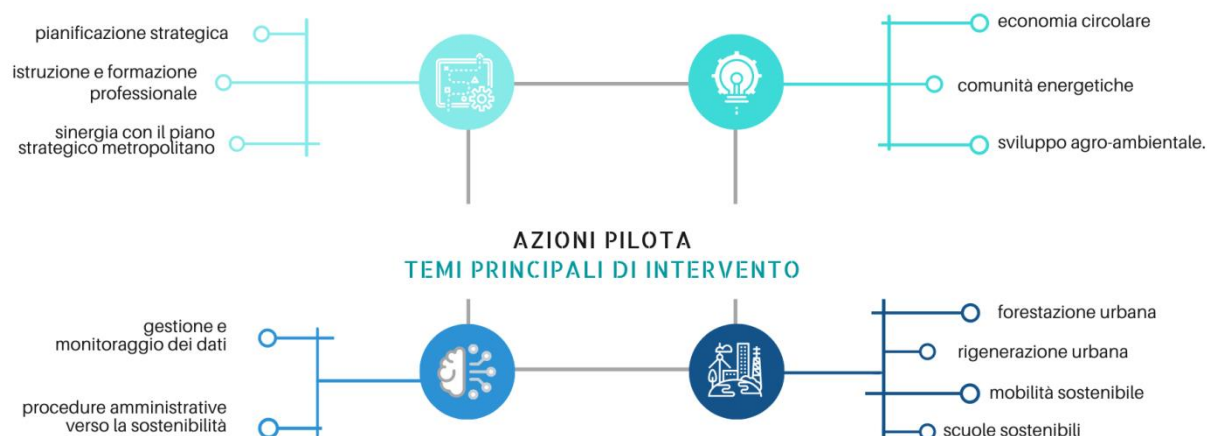 pianificazione strategica
istruzione e formazione
professionale
sinergia con il piano
strategico metropolitano
economia circolare
comunità energetiche
sviluppo agro-ambientale.
AZIONI PILOTA
TEMI PRINCIPALI DI INTERVENTO
gestione e
monitoraggio dei dati
procedure amministrative
verso la sostenibilità
forestazione urbana
rigenerazione urbana
mobilità sostenibile
scuole sostenibili